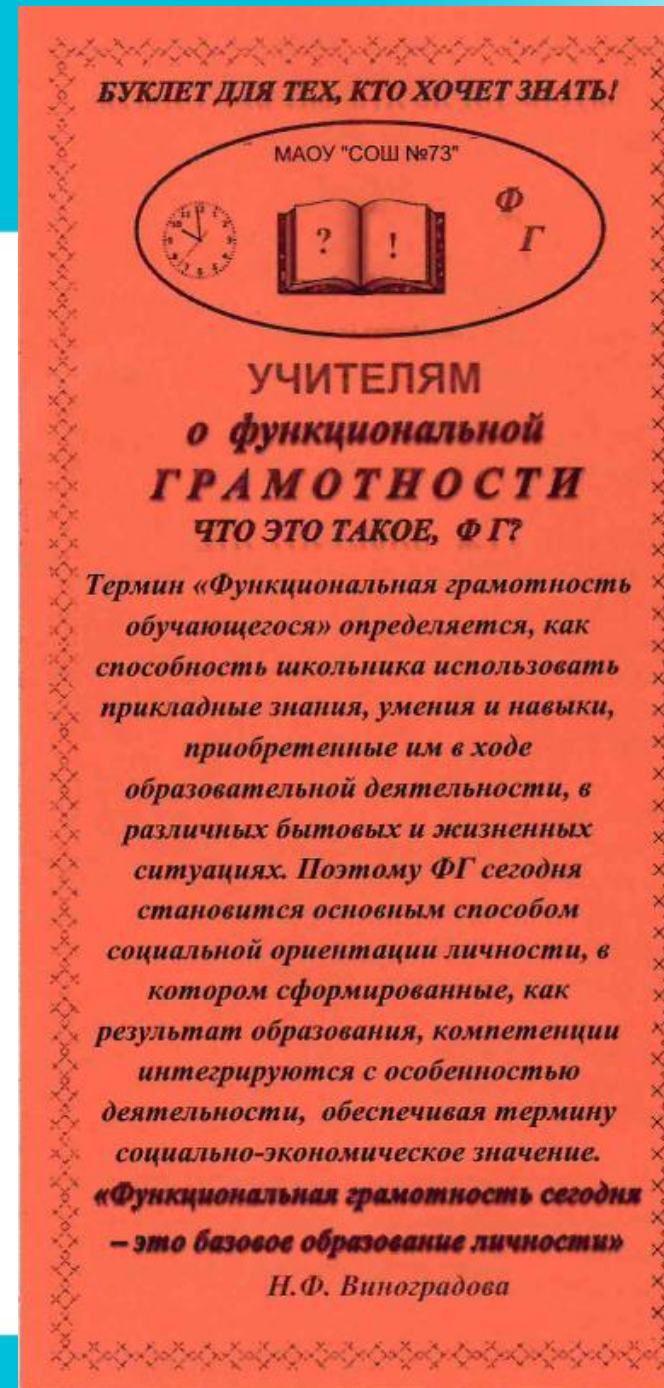 БУКЛЕТ ДЛЯ ТЕХ, КТО ХОЧЕТ ЗНАТЬ!
МАОУ "СОШ №73"
? !
Ф
Г
УЧИТЕЛЯМ
о функциональной
ГРАМОТНОСТИ
ЧТО ЭТО ТАКОЕ, Ф Г?
Термин «Функциональная грамотность
обучающегося» определяется, как
способность школьника использовать
прикладные знания, умения и навыки,
приобретенные им в ходе
образовательной деятельности, в
различных бытовых и жизненных
ситуациях. Поэтому ФГ сегодня
становится основным способом
социальной ориентации личности, в
котором сформированные, как
результат образования, компетенции
интегрируются с особенностью
деятельности, обеспечивая термину
социально-экономическое значение.
«Функциональная грамотность сегодня
– это базовое образование личности»
Н.Ф. Виноградова